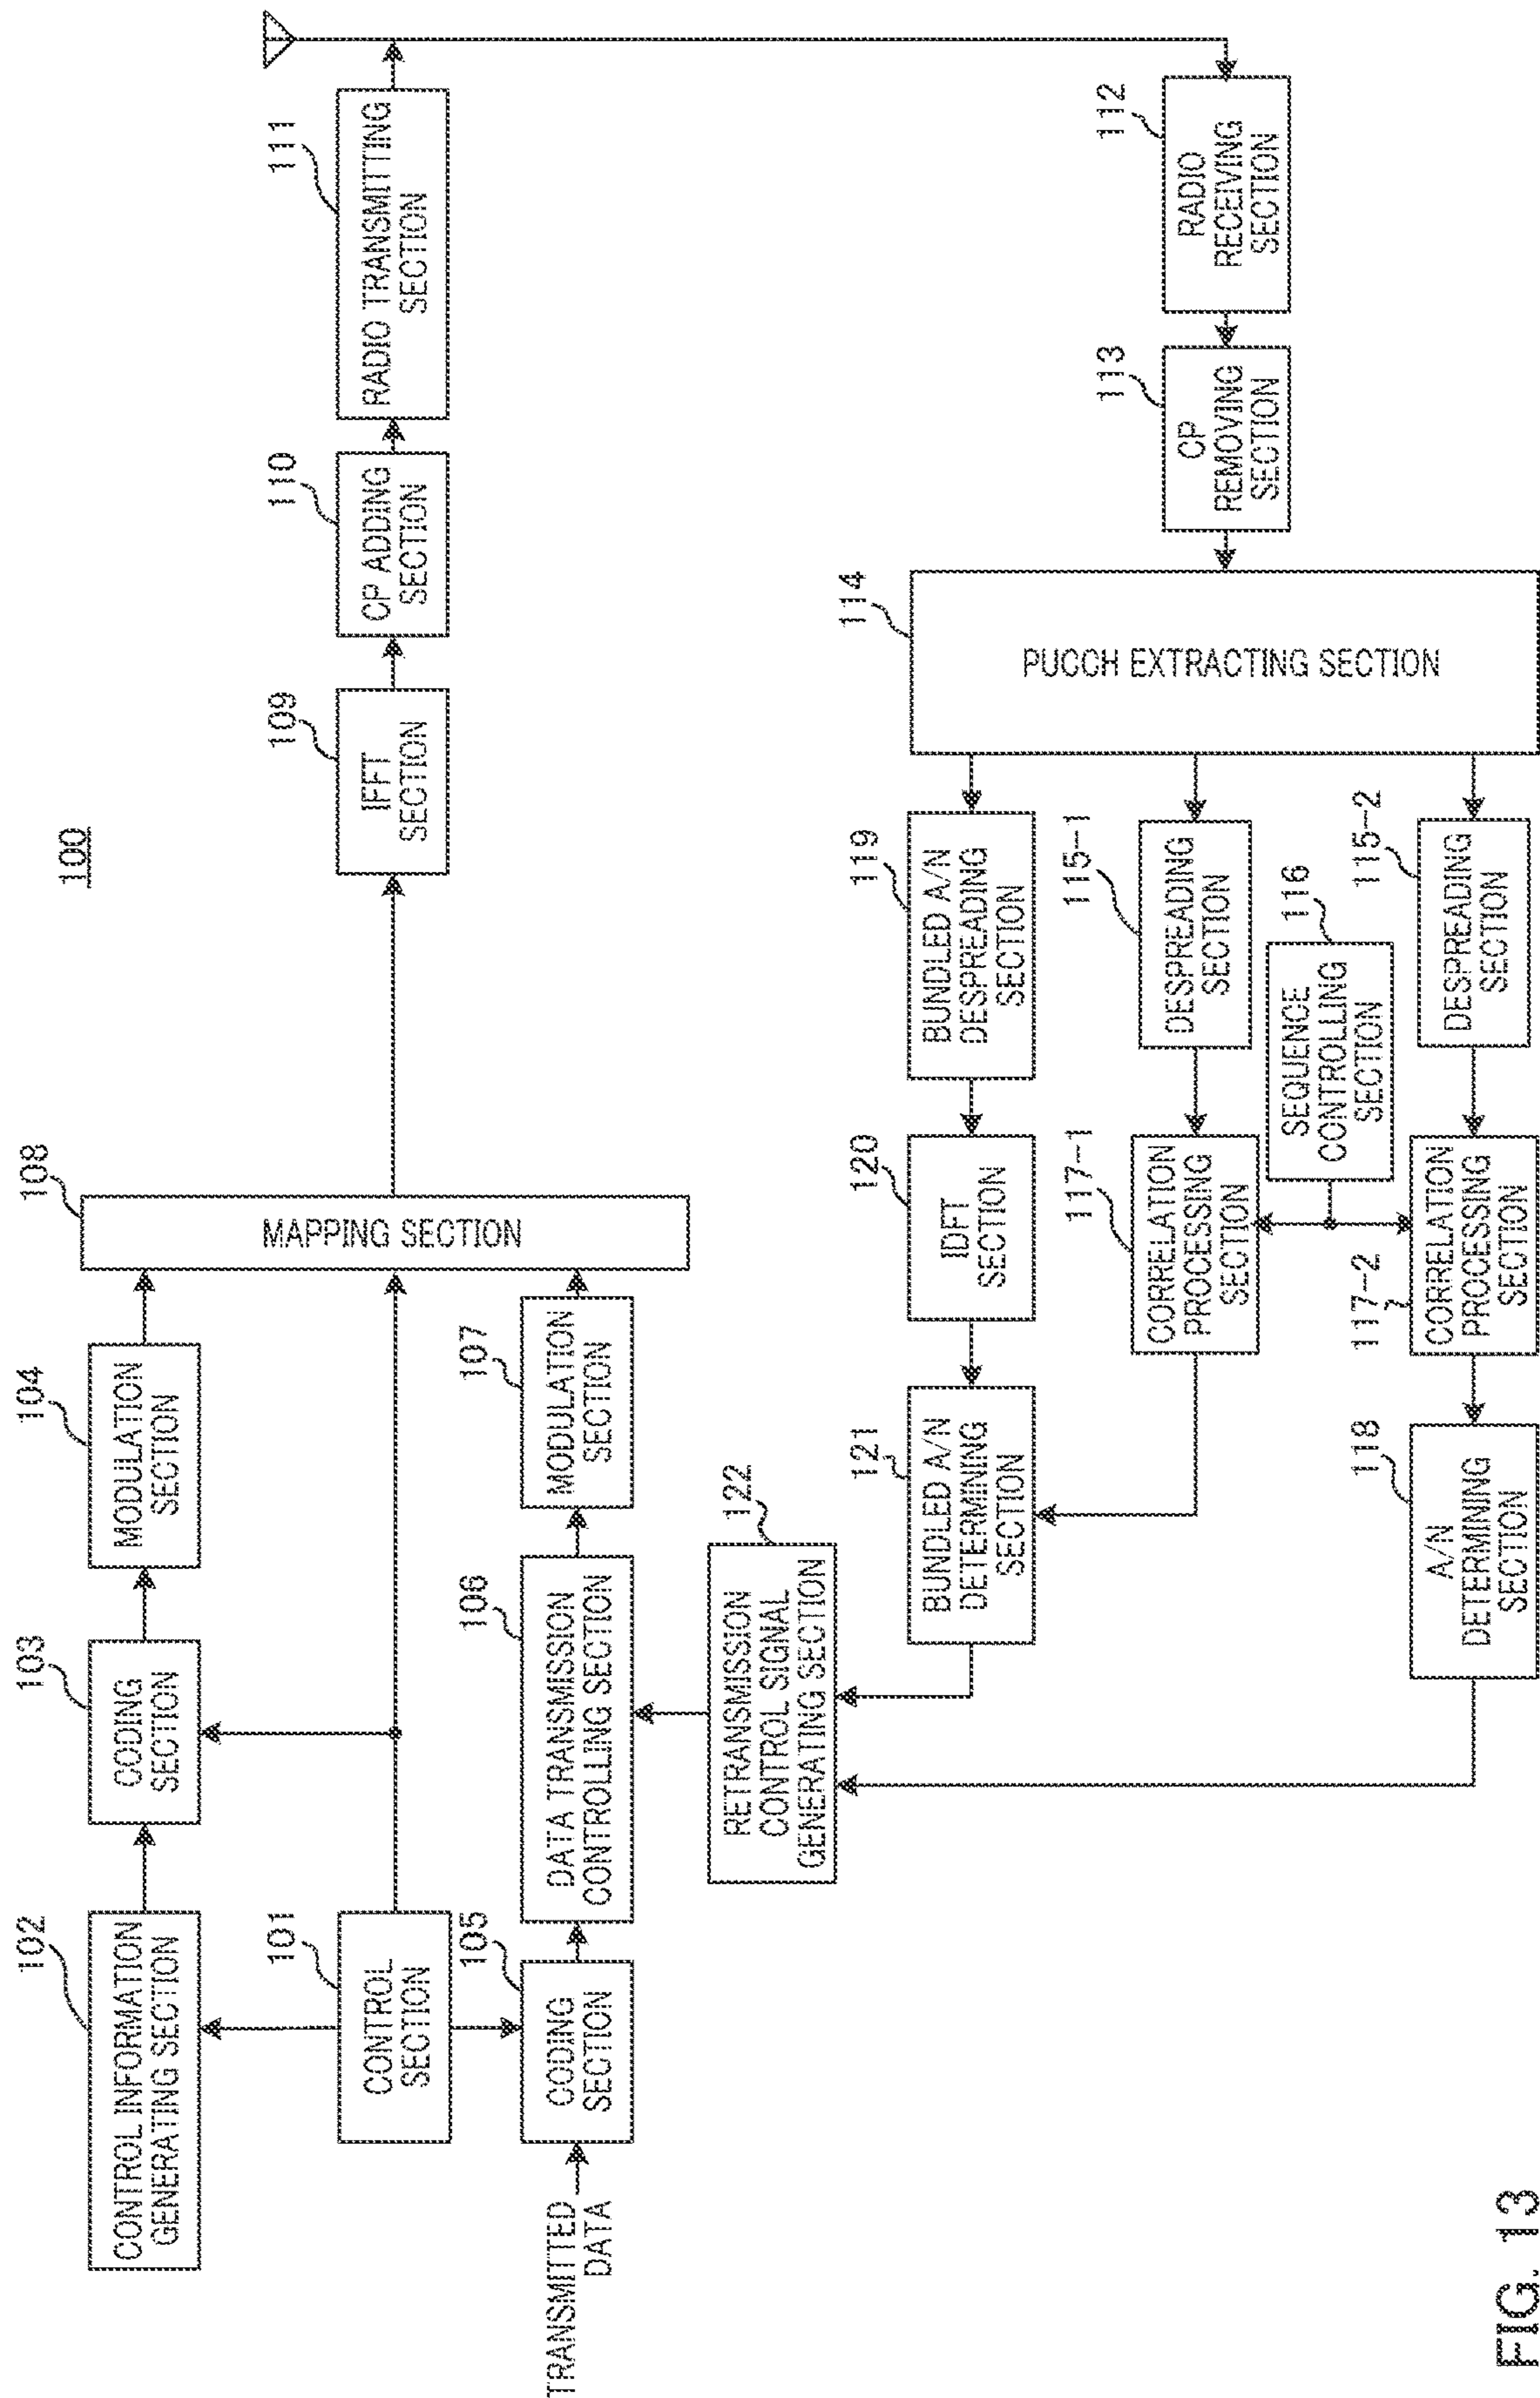 100
102
CONTROL INFORMATION
GENERATING SECTION
103
CODING
SECTION
104
MODULATION
SECTION
108
MAPPING SECTION
109
IFFT
SECTION
110
CP ADDING
SECTION
111
RADIO TRANSMITTING
SECTION
101
CONTROL
SECTION
TRANSMITTED
DATA
105
CODING
SECTION
106
DATA TRANSMISSION
CONTROLLING SECTION
107
MODULATION
SECTION
122
RETRANSMISSION
CONTROL SIGNAL
GENERATING SECTION
121
BUNDLED A/N
DETERMINING
SECTION
120
IDFT
SECTION
119
BUNDLED A/N
DESPREADING
SECTION
114
PUCCH EXTRACTING SECTION
113
CP
REMOVING
SECTION
112
RADIO
RECEIVING
SECTION
117-1
CORRELATION
PROCESSING
SECTION
115-1
DESPREADING
SECTION
116
SEQUENCE
CONTROLLING
SECTION
118
A/N
DETERMINING
SECTION
117-2
CORRELATION
PROCESSING
SECTION
115-2
DESPREADING
SECTION
FIG. 13